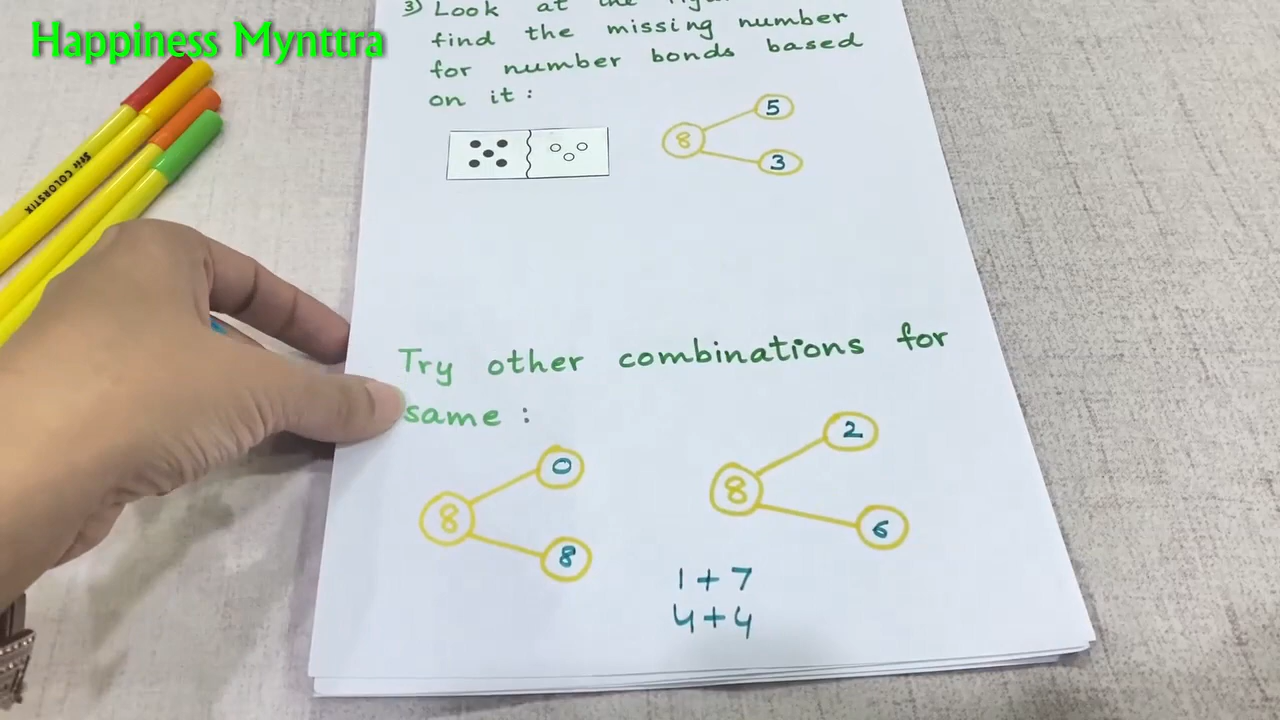 Happiness Mynttra
3) Look at the
find the missing number
for number bonds based
on it :
5
8
3
Try other combinations for
same :
0
8
8
2
8
6
1 + 7
4 + 4
Stic COLORSTIX